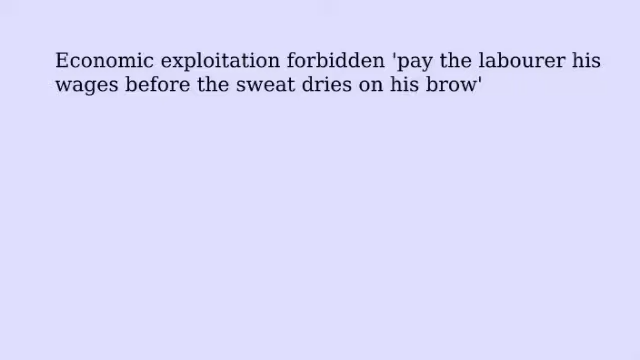 Economic exploitation forbidden 'pay the labourer his
wages before the sweat dries on his brow'